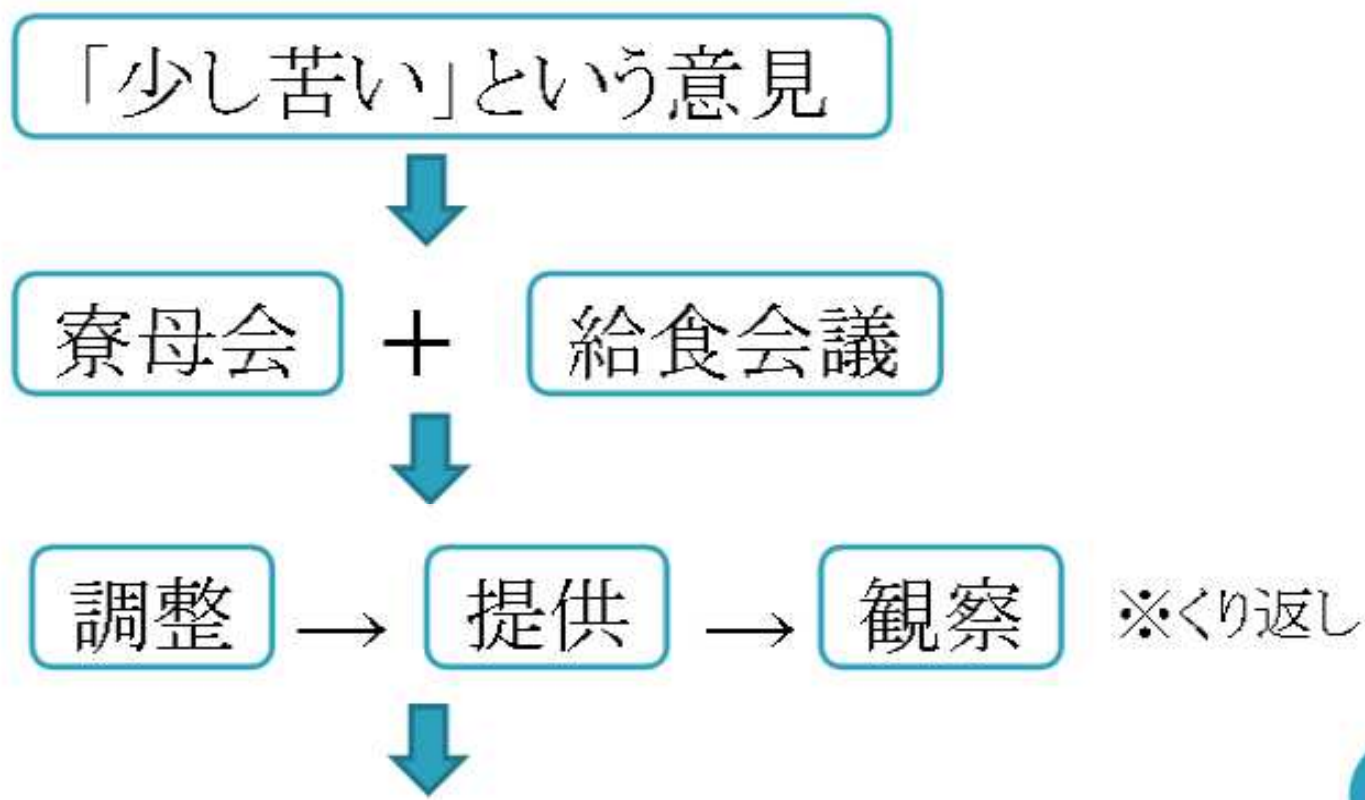 「少し苦い」という意見
寮母会 + 給食会議
調整 → 提供 → 観察 ※くり返し